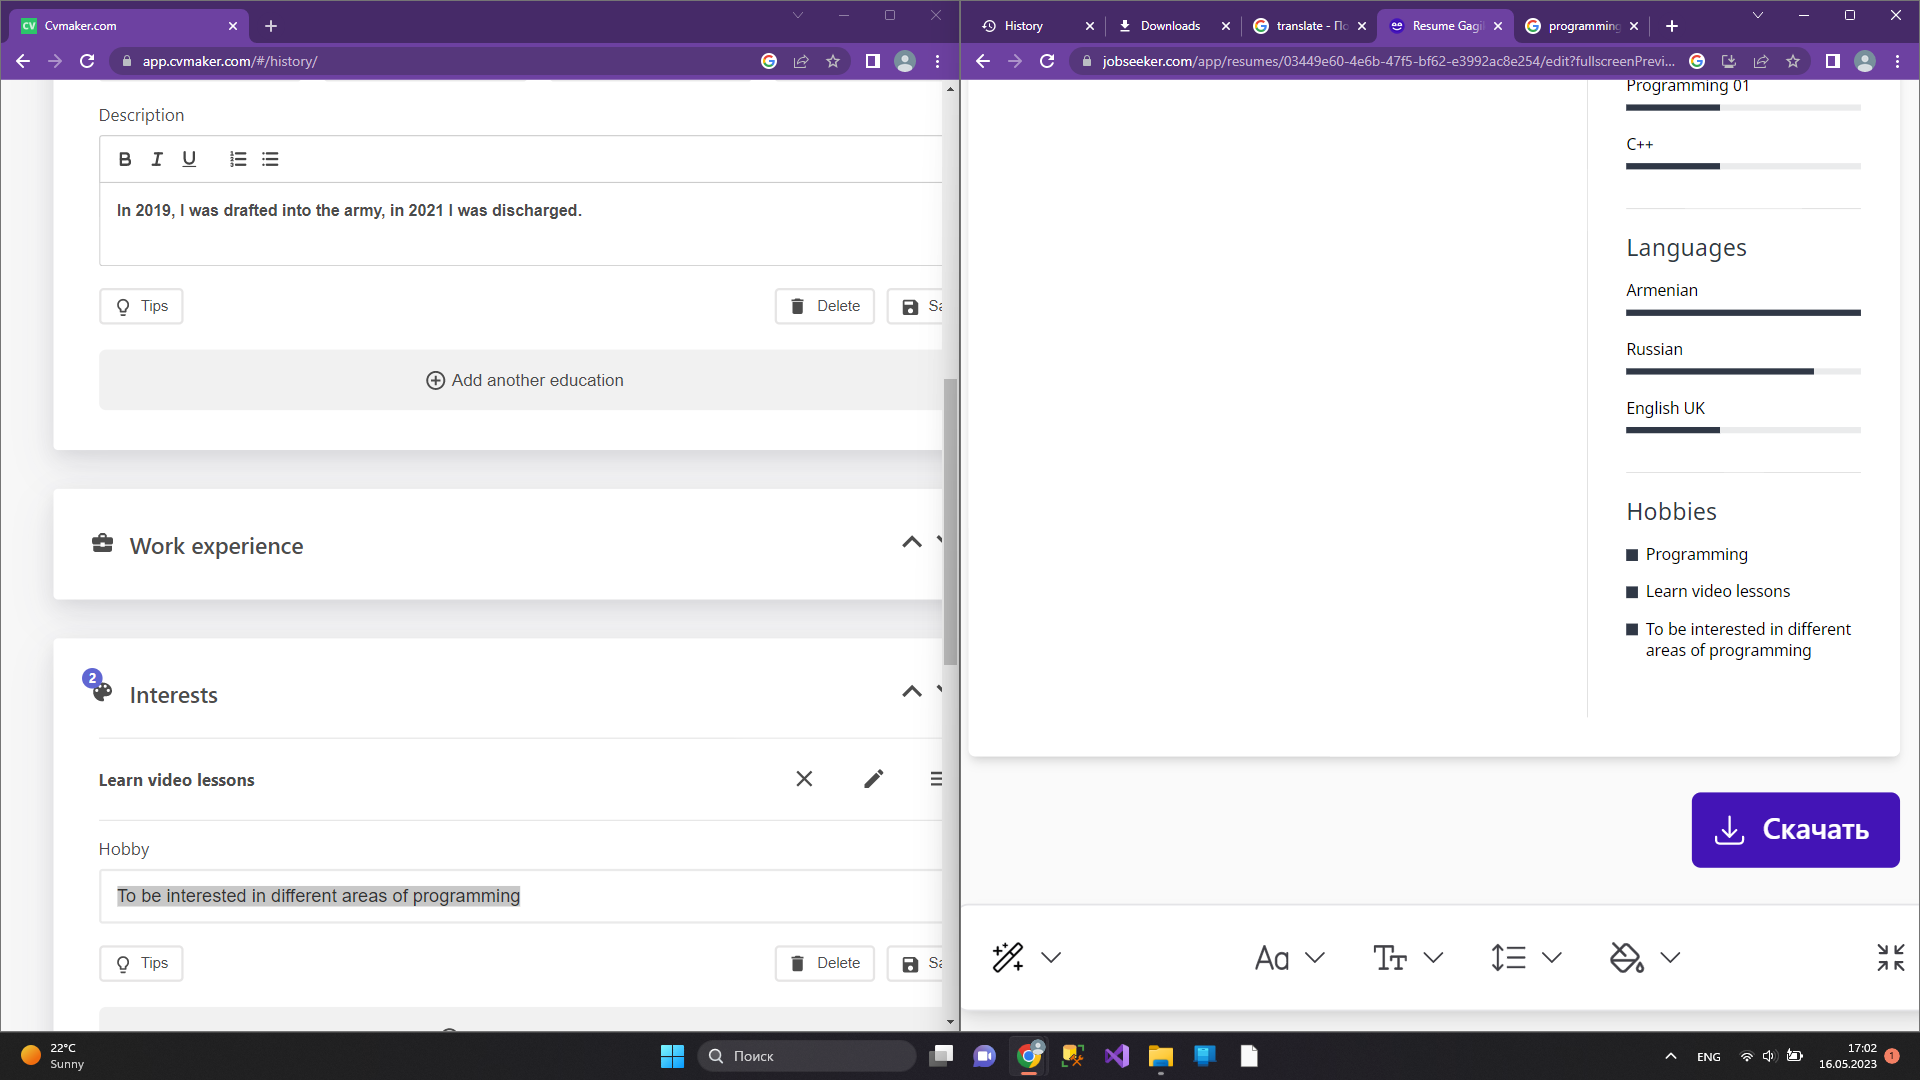 Cvmaker.com
app.cvmaker.com/#/history/
Description
B I U
In 2019, I was drafted into the army, in 2021 I was discharged.
Tips
Delete
Add another education
Work experience
2
Interests
Learn video lessons
Hobby
To be interested in different areas of programming
Tips
Delete
History
Downloads
translate - По
Resume Gagi
programming
jobseeker.com/app/resumes/03449e60-4e6b-47f5-bf62-e3992ac8e254/edit?fullscreenPrevi...
Programming 01
C++
Languages
Armenian
Russian
English UK
Hobbies
Programming
Learn video lessons
To be interested in different
areas of programming
Скачать
Aa
22°C
Sunny
Поиск
ENG
17:02
16.05.2023
1